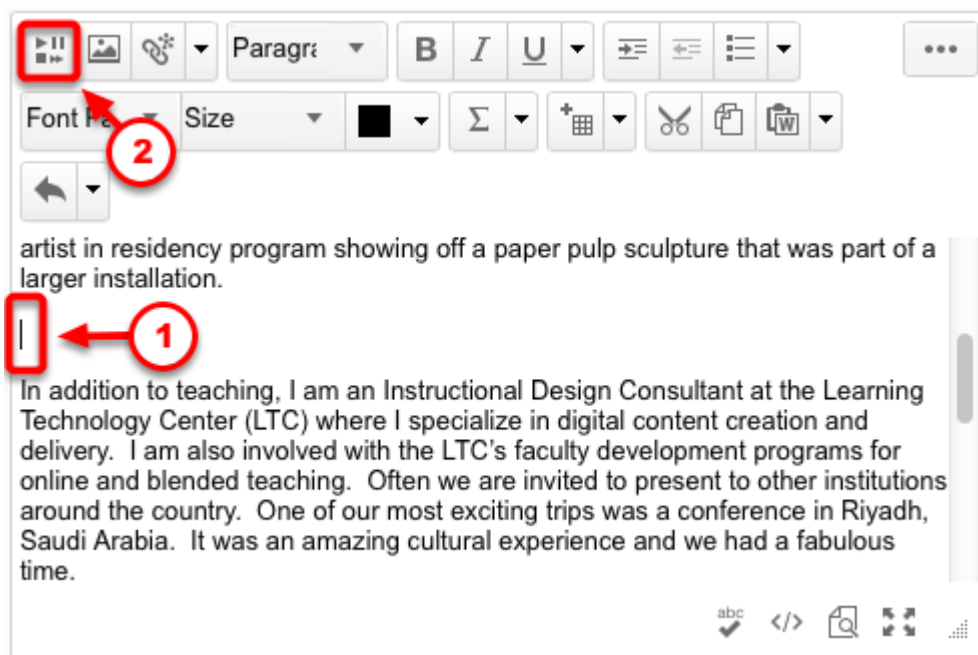 Paragra
B I U
Font Pa
Size
Σ
W
2
artist in residency program showing off a paper pulp sculpture that was part of a
larger installation.
1
In addition to teaching, I am an Instructional Design Consultant at the Learning
Technology Center (LTC) where I specialize in digital content creation and
delivery.  I am also involved with the LTC's faculty development programs for
online and blended teaching.  Often we are invited to present to other institutions
around the country.  One of our most exciting trips was a conference in Riyadh,
Saudi Arabia.  It was an amazing cultural experience and we had a fabulous
time.
abc
</>